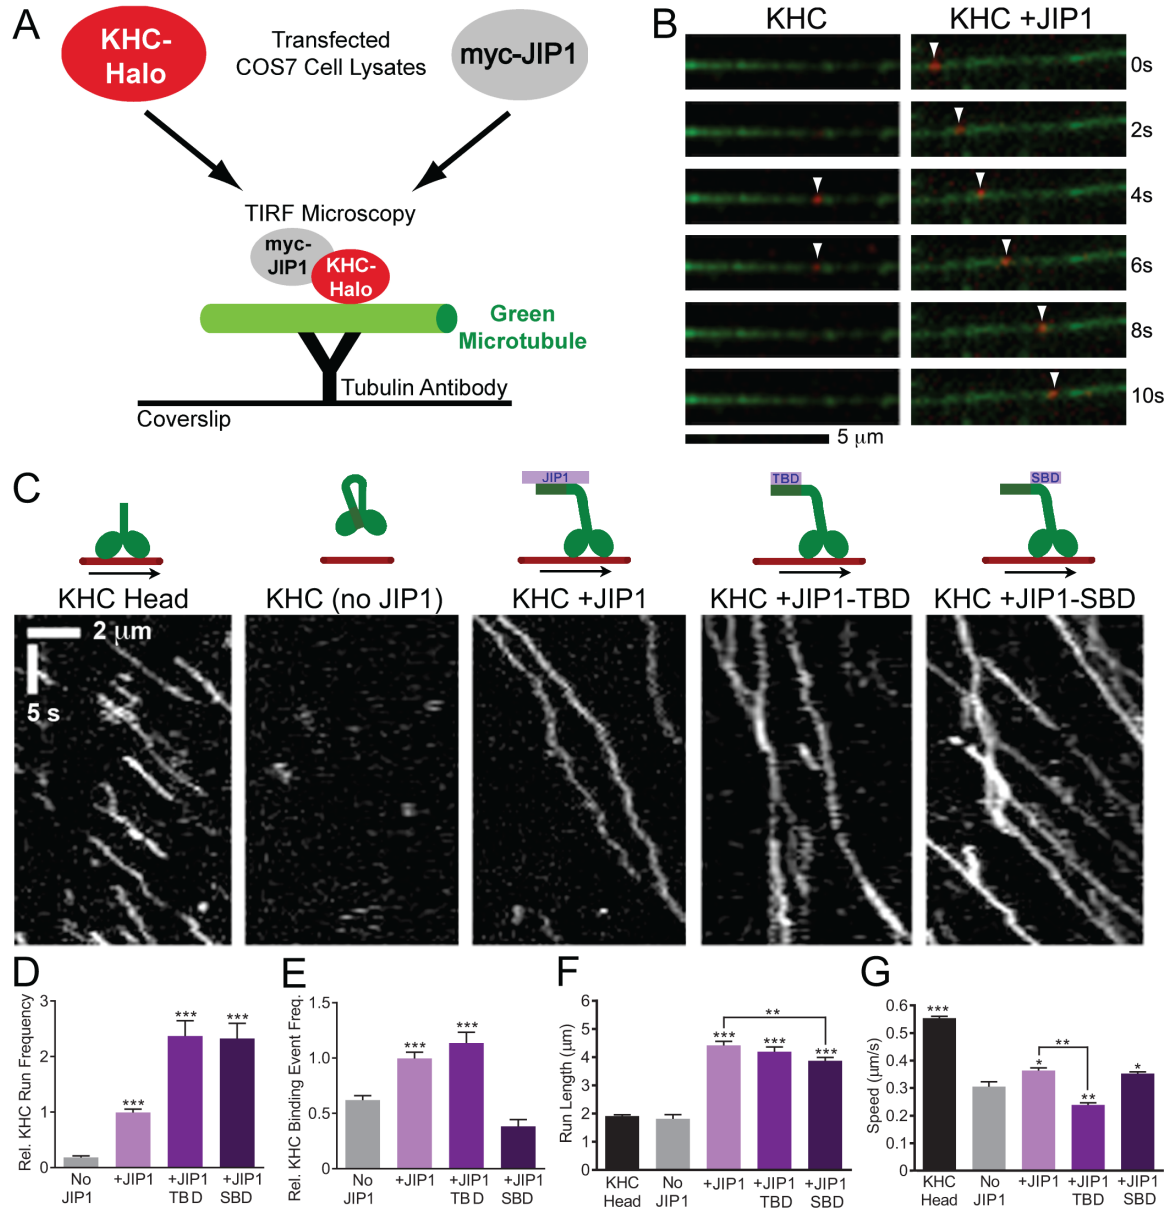 A
KHC-
Halo
Transfected
COS7 Cell Lysates
myc-JIP1
TIRF Microscopy
myc-
JIP1
KHC-
Halo
Green
Microtubule
Tubulin Antibody
Coverslip
B
KHC
KHC +JIP1
0s
2s
4s
6s
8s
10s
5 μm
C
JIP1
TBD
SBD
KHC Head
KHC (no JIP1)
KHC +JIP1
KHC +JIP1-TBD
KHC +JIP1-SBD
2 μm
5 s
D
Rel. KHC Run Frequency
3
2
1
0
***
***
***
No
JIP1
+JIP1
+JIP1
TBD
+JIP1
SBD
E
Rel. KHC Binding Event Freq.
1.5
1.0
0.5
0
***
***
No
JIP1
+JIP1
+JIP1
TBD
+JIP1
SBD
F
Run Length (μm)
6
5
4
3
2
1
0
**
***
***
***
KHC
Head
No
JIP1
+JIP1
+JIP1
TBD
+JIP1
SBD
G
Speed (μm/s)
0.6
0.5
0.4
0.3
0.2
0.1
0
***
**
*
**
*
KHC
Head
No
JIP1
+JIP1
+JIP1
TBD
+JIP1
SBD